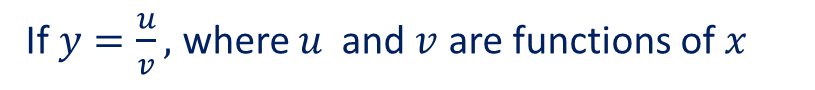 If y = u/v, where u and v are functions of x